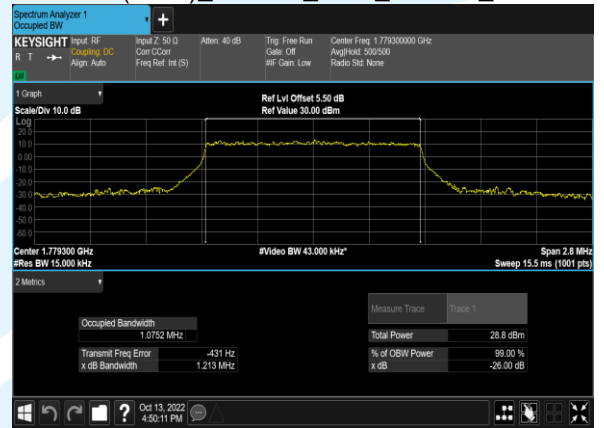 Spectrum Analyzer 1
Occupied BW
+
KEYSIGHT Input: RF Input Z: 50 Ω Atten: 40 dB Trig: Free Run Center Freq: 1.779300000 GHz
R T Coupling: DC Corr CCorr Gate: Off Avg|Hold: 500/500
Align: Auto Freq Ref: Int (S) #IF Gain: Low Radio Std: None
LNI
1 Graph
Ref Lvl Offset 5.50 dB
Scale/Div 10.0 dB Ref Value 30.00 dBm
Log
20.0
10.0
0.00
-10.0
-20.0
-30.0
-40.0
-50.0
-60.0
Center 1.779300 GHz #Video BW 43.000 kHz* Span 2.8 MHz
#Res BW 15.000 kHz Sweep 15.5 ms (1001 pts)
2 Metrics
Measure Trace Trace 1
Occupied Bandwidth
1.0752 MHz Total Power 28.8 dBm
Transmit Freq Error -431 Hz % of OBW Power 99.00 %
x dB Bandwidth 1.213 MHz x dB -26.00 dB
? Oct 13, 2022
4:50:11 PM